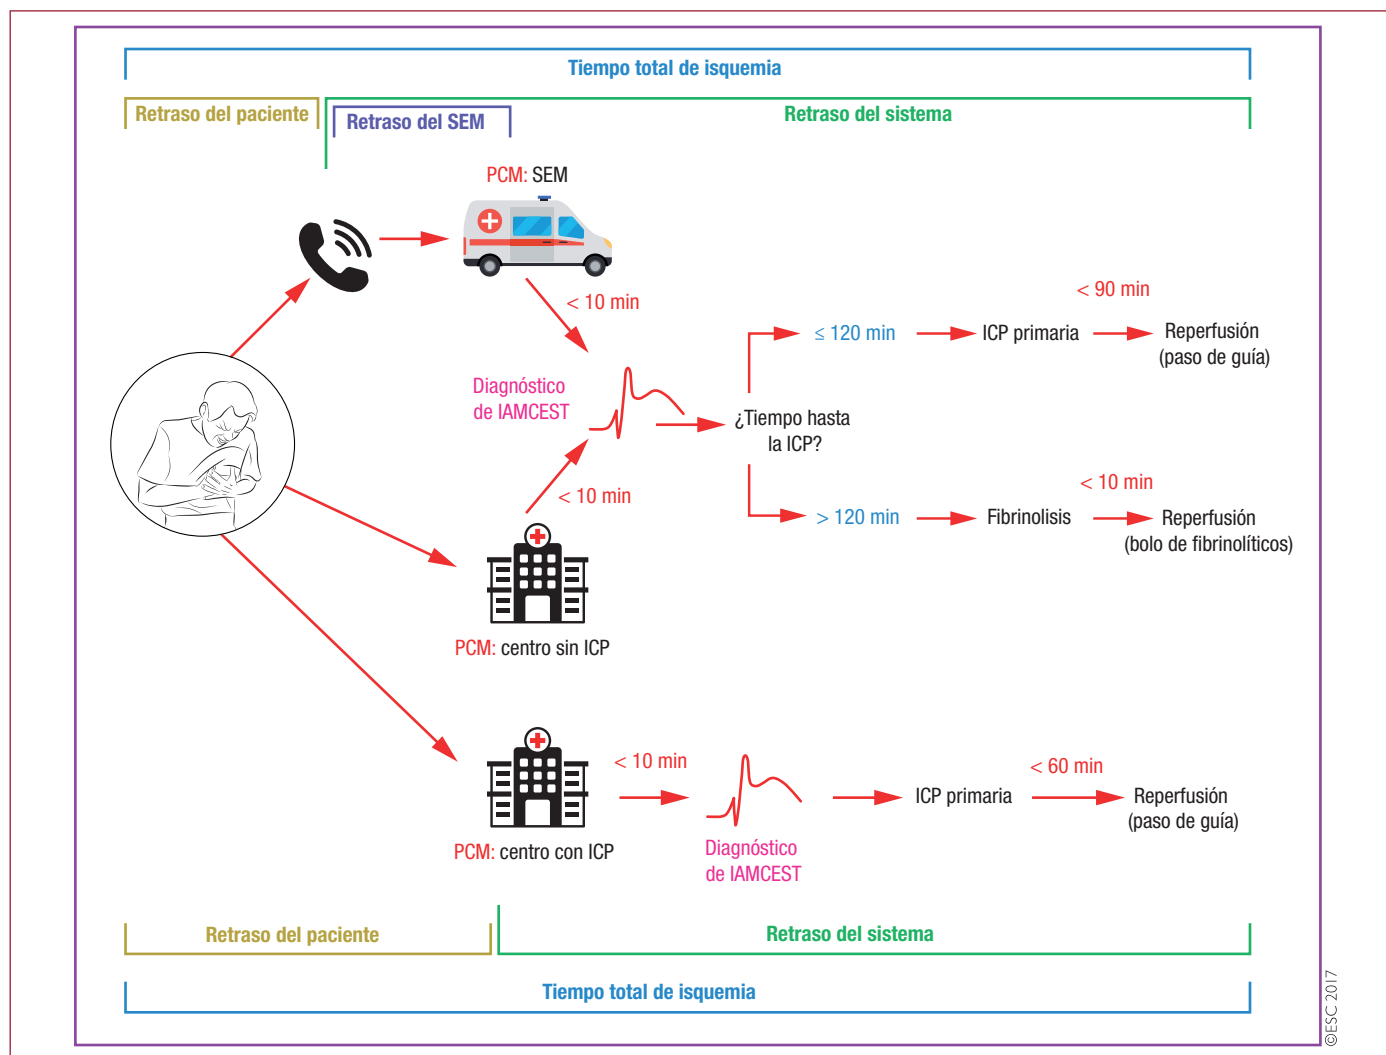 Tiempo total de isquemia
Retraso del paciente
Retraso del SEM
Retraso del sistema
PCM: SEM
< 10 min
Diagnóstico
de IAMCEST
< 10 min
¿Tiempo hasta
la ICP?
≤ 120 min
ICP primaria
< 90 min
Reperfusión
(paso de guía)
> 120 min
Fibrinolisis
< 10 min
Reperfusión
(bolo de fibrinolíticos)
PCM: centro sin ICP
PCM: centro con ICP
< 10 min
Diagnóstico
de IAMCEST
ICP primaria
< 60 min
Reperfusión
(paso de guía)
Retraso del paciente
Retraso del sistema
Tiempo total de isquemia
©ESC 2017